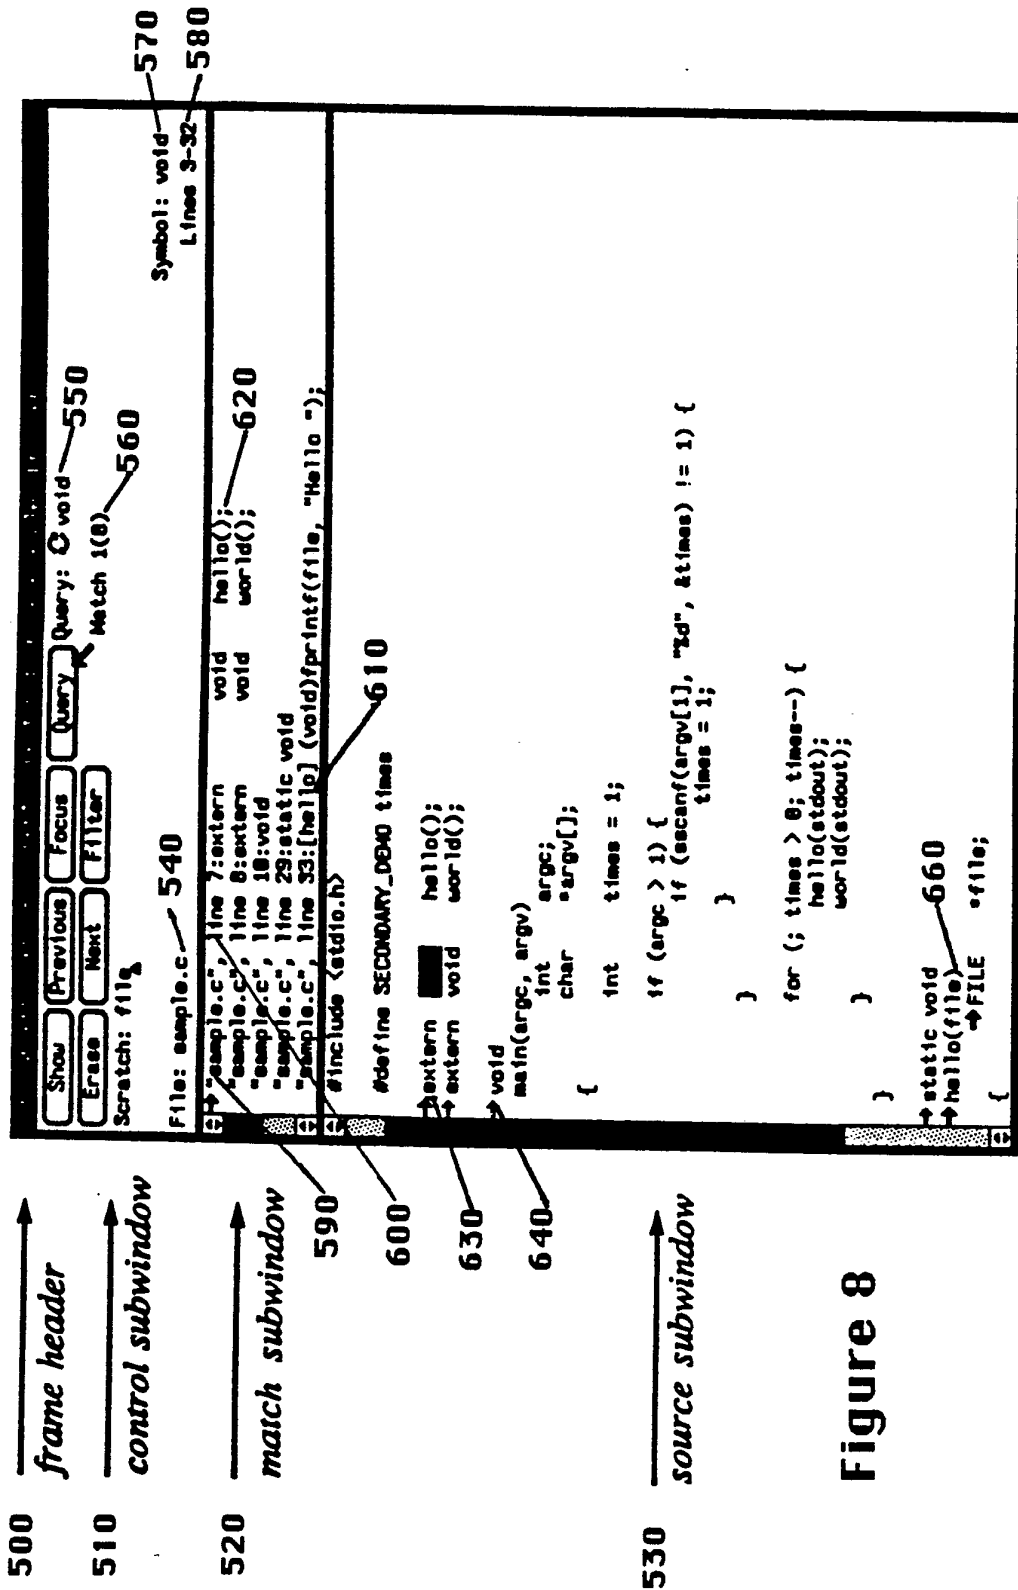 500
frame header
510
control subwindow
520
match subwindow
530
source subwindow
Show Previous Focus Query Query: void 550
Erase Next Filter Match 1(8) 560
Scratch: file
Symbol: void 570
File: sample.c 540 Lines 3-32 580
"sample.c", line 7:extern void hello(); 620
"sample.c", line 8:extern void world();
"sample.c", line 10:void
"sample.c", line 29:static void
"sample.c", line 33:[hello] (void)fprintf(file, "Hello ");
590
600
610
630
640
#include <stdio.h>
#define SECONDARY_DEMO times
extern hello();
extern void world();
void
main(argc, argv)
int argc;
char *argv[];
{
int times = 1;
if (argc > 1) {
if (sscanf(argv[1], "%d", &times) != 1) {
times = 1;
}
}
for (; times > 0; times--) {
hello(stdout);
world(stdout);
}
}
static void
hello(file) 660
FILE *file;
{
Figure 8